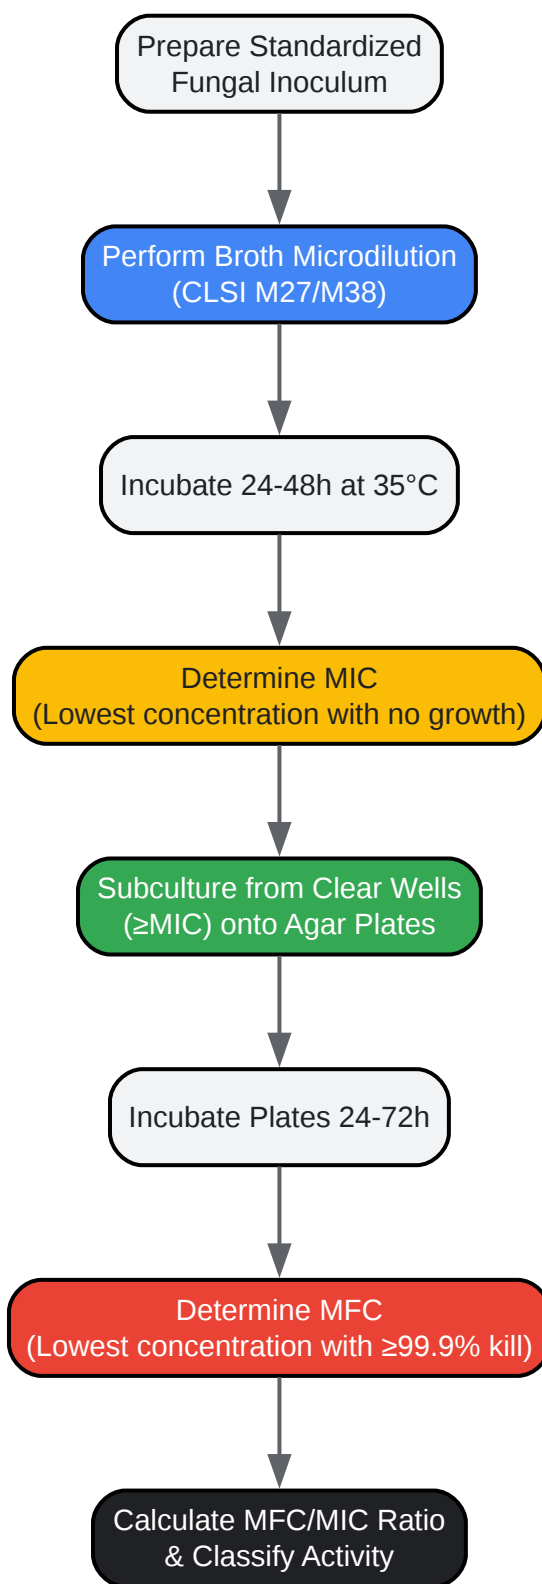 Prepare Standardized
Fungal Inoculum
Perform Broth Microdilution
(CLSI M27/M38)
Incubate 24-48h at 35°C
Determine MIC
(Lowest concentration with no growth)
Subculture from Clear Wells
(≥MIC) onto Agar Plates
Incubate Plates 24-72h
Determine MFC
(Lowest concentration with ≥99.9% kill)
Calculate MFC/MIC Ratio
& Classify Activity